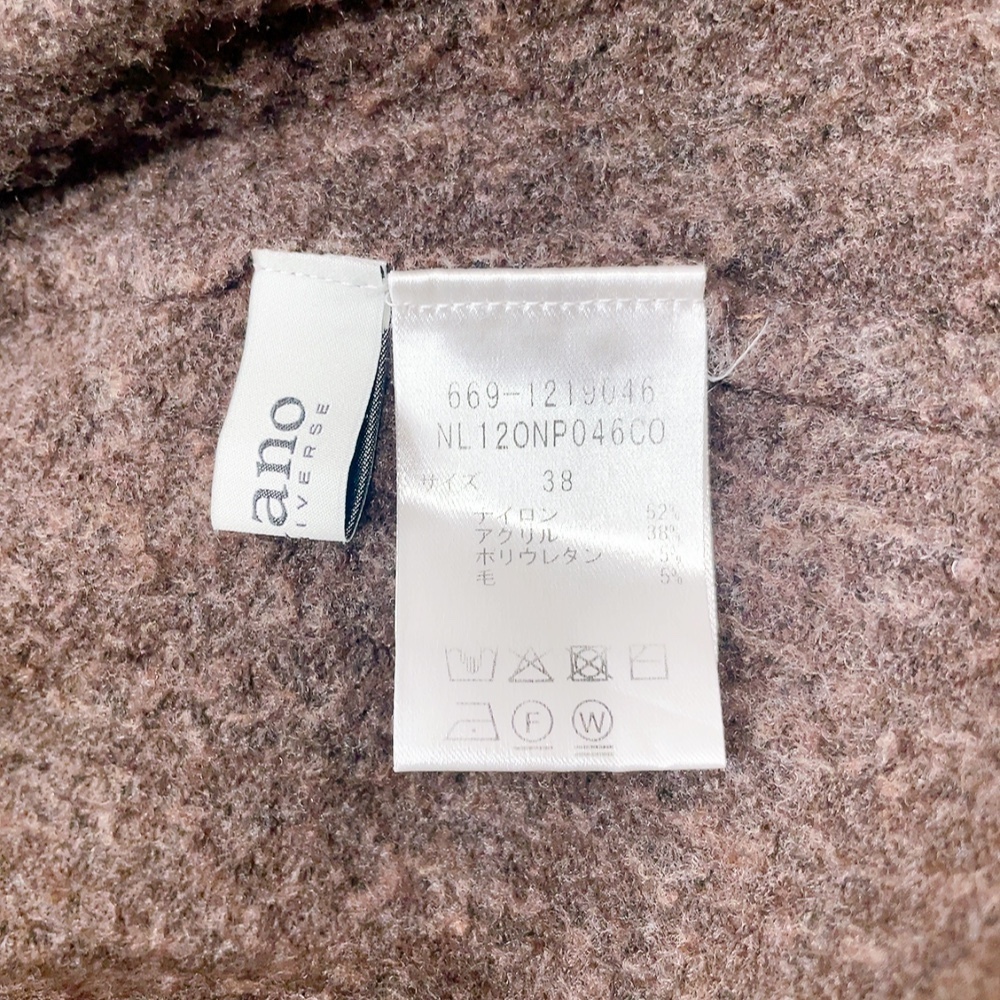 ano
IVERSE
669-1219046
NL12ONP046CO
サイズ 38
ナイロン 52%
アクリル 38%
ポリウレタン 5%
毛 5%
F
W